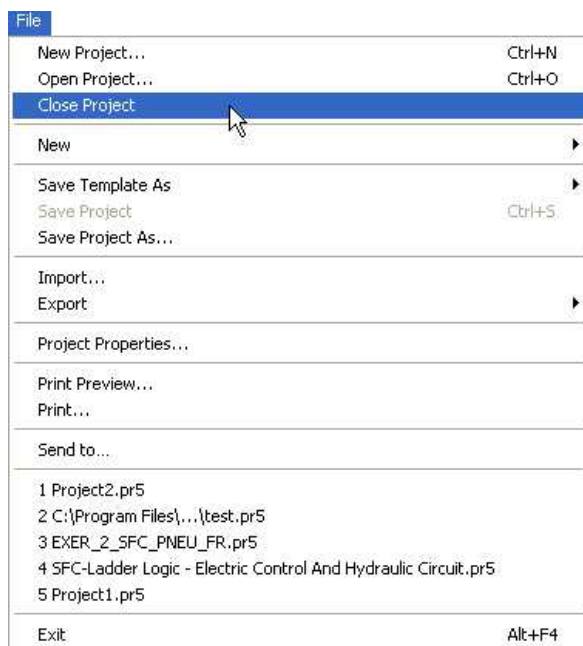 File
New Project... Ctrl+N
Open Project... Ctrl+O
Close Project
New
Save Template As
Save Project Ctrl+S
Save Project As...
Import...
Export
Project Properties...
Print Preview...
Print...
Send to...
1 Project2.pr5
2 C:\Program Files\...\test.pr5
3 EXER_2_SFC_PNEU_FR.pr5
4 SFC-Ladder Logic - Electric Control And Hydraulic Circuit.pr5
5 Project1.pr5
Exit Alt+F4